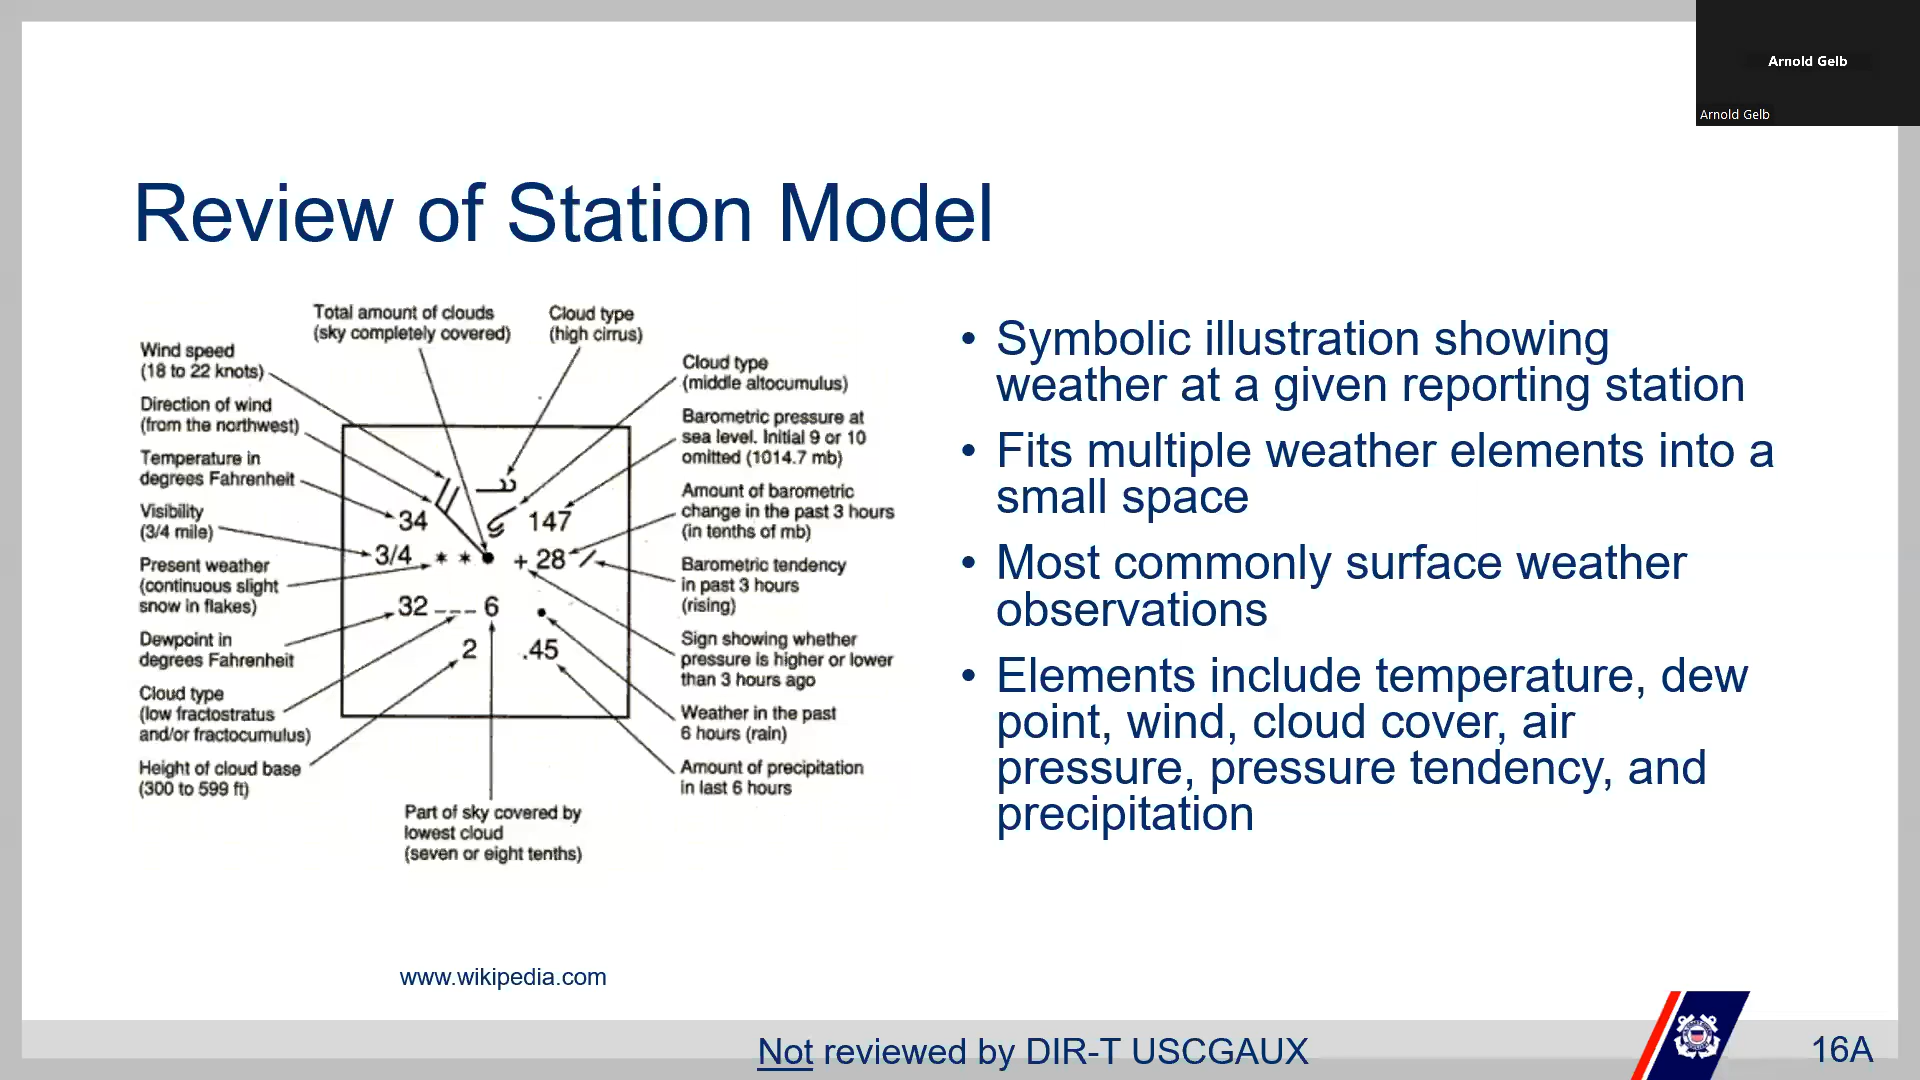 Arnold Gelb
Arnold Gelb
Review of Station Model
Total amount of clouds
(sky completely covered)
Cloud type
(high cirrus)
Wind speed
(18 to 22 knots)
Direction of wind
(from the northwest)
Temperature in
degrees Fahrenheit
Visibility
(3/4 mile)
Present weather
(continuous slight
snow in flakes)
Dewpoint in
degrees Fahrenheit
Cloud type
(low fractostratus
and/or fractocumulus)
Height of cloud base
(300 to 599 ft)
34
147
3/4 * *
+ 28
32 --- 6
2
.45
Cloud type
(middle altocumulus)
Barometric pressure at
sea level. Initial 9 or 10
omitted (1014.7 mb)
Amount of barometric
change in the past 3 hours
(in tenths of mb)
Barometric tendency
in past 3 hours
(rising)
Sign showing whether
pressure is higher or lower
than 3 hours ago
Weather in the past
6 hours (rain)
Amount of precipitation
in last 6 hours
Part of sky covered by
lowest cloud
(seven or eight tenths)
www.wikipedia.com
• Symbolic illustration showing
weather at a given reporting station
• Fits multiple weather elements into a
small space
• Most commonly surface weather
observations
• Elements include temperature, dew
point, wind, cloud cover, air
pressure, pressure tendency, and
precipitation
Not reviewed by DIR-T USCGAUX
16A